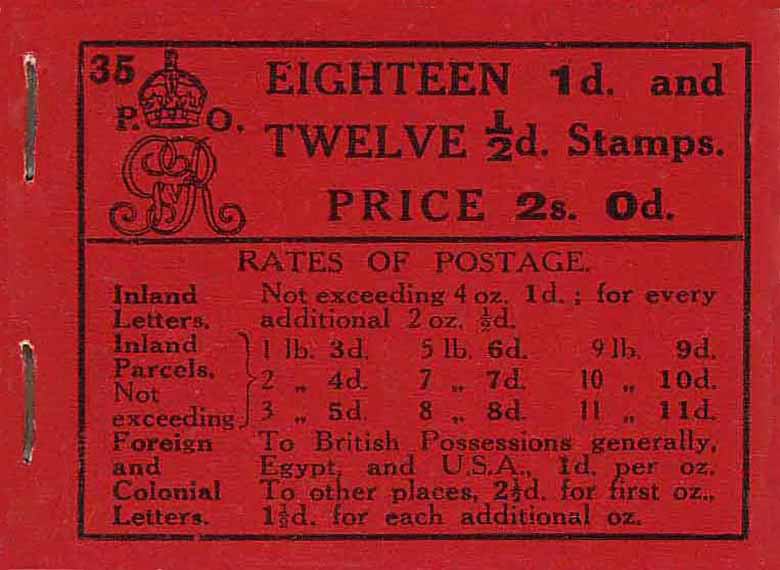 35
P. O.
GVR
EIGHTEEN 1d. and
TWELVE ½d. Stamps.
PRICE 2s. 0d.
RATES OF POSTAGE.
Inland Letters. Not exceeding 4 oz. 1d. ; for every
additional 2 oz. ½d.
Inland Parcels. Not exceeding
1 lb. 3d. 5 lb. 6d. 9 lb. 9d.
2 „ 4d. 7 „ 7d. 10 „ 10d.
3 „ 5d. 8 „ 8d. 11 „ 11d.
Foreign and Colonial Letters.
To British Possessions generally,
Egypt, and U.S.A., 1d. per oz.
To other places, 2½d. for first oz.,
1½d. for each additional oz.